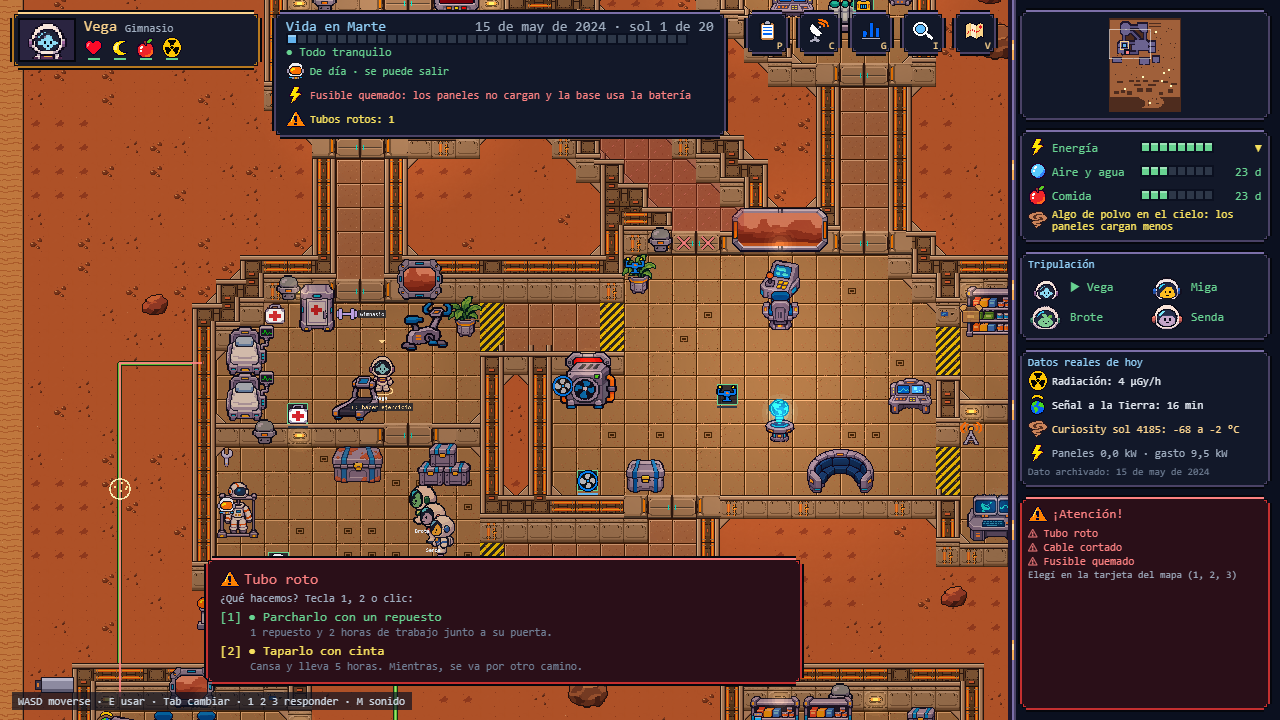 Vega Gimnasio
Vida en Marte 15 de may de 2024 · sol 1 de 20
● Todo tranquilo
De día · se puede salir
Fusible quemado: los paneles no cargan y la base usa la batería
Tubos rotos: 1
P C G I V
Energía ▼
Aire y agua 23 d
Comida 23 d
Algo de polvo en el cielo: los
paneles cargan menos
Tripulación
▶ Vega Miga
Brote Senda
Datos reales de hoy
Radiación: 4 µGy/h
Señal a la Tierra: 16 min
Curiosity sol 4185: -68 a -2 °C
Paneles 0,0 kW · gasto 9,5 kW
Dato archivado: 15 de may de 2024
¡Atención!
Tubo roto
Cable cortado
Fusible quemado
Elegí en la tarjeta del mapa (1, 2, 3)
Gimnasio
hacer ejercicio
Tubo roto
¿Qué hacemos? Tecla 1, 2 o clic:
[1] ● Parcharlo con un repuesto
1 repuesto y 2 horas de trabajo junto a su puerta.
[2] ● Taparlo con cinta
Cansa y lleva 5 horas. Mientras, se va por otro camino.
WASD moverse · E usar · Tab cambiar · 1 2 3 responder · M sonido